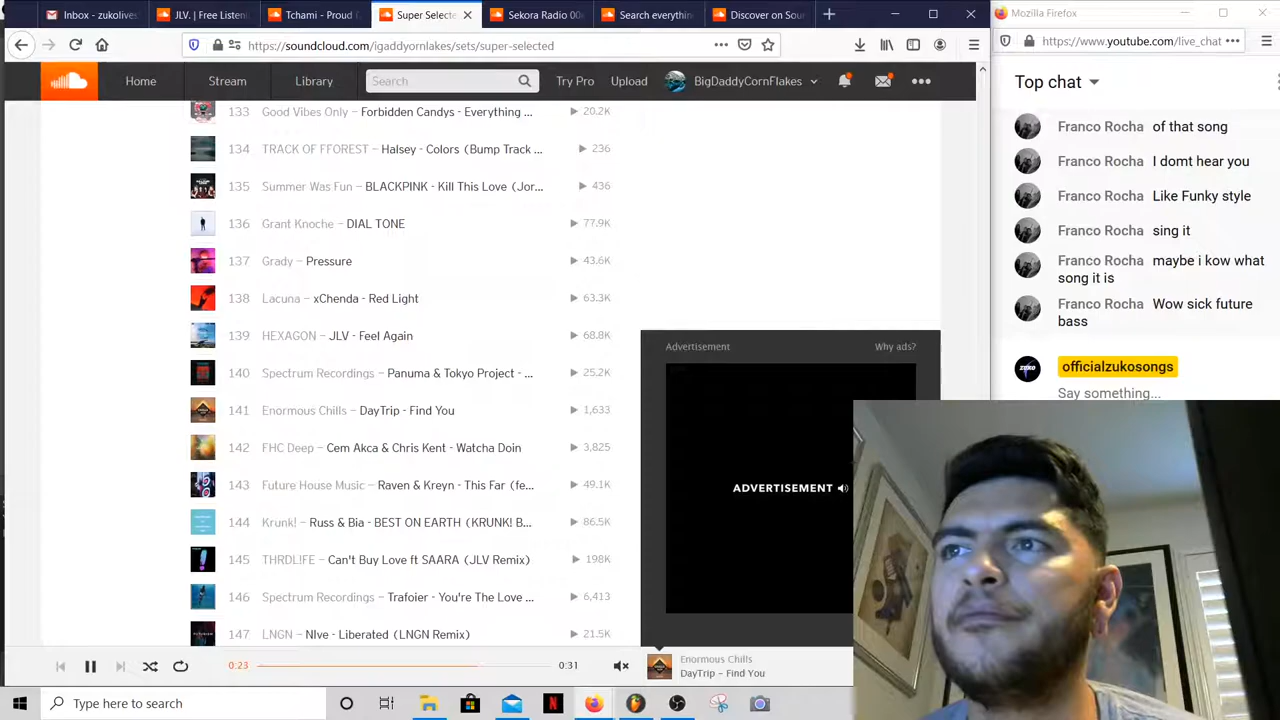 Inbox - zukolives
JLV. | Free Listeni
Tchami - Proud (
Super Selecte
Sekora Radio 00
Search everythin
Discover on Sou
Mozilla Firefox
https://soundcloud.com/igaddyornlakes/sets/super-selected
https://www.youtube.com/live_chat
Home
Stream
Library
Search
Try Pro
Upload
BigDaddyCornFlakes
133 Good Vibes Only – Forbidden Candys - Everything ... 20.2K
134 TRACK OF FFOREST – Halsey - Colors (Bump Track ... 236
135 Summer Was Fun – BLACKPINK - Kill This Love (Jor... 436
136 Grant Knoche – DIAL TONE 77.9K
137 Grady – Pressure 43.6K
138 Lacuna – xChenda - Red Light 63.3K
139 HEXAGON – JLV - Feel Again 68.8K
140 Spectrum Recordings – Panuma & Tokyo Project - ... 25.2K
141 Enormous Chills – DayTrip - Find You 1,633
142 FHC Deep – Cem Akca & Chris Kent - Watcha Doin 3,825
143 Future House Music – Raven & Kreyn - This Far (fe... 49.1K
144 Krunk! – Russ & Bia - BEST ON EARTH (KRUNK! B... 86.5K
145 THRDL!FE – Can't Buy Love ft SAARA (JLV Remix) 198K
146 Spectrum Recordings – Trafoier - You're The Love ... 6,413
147 LNGN – NIve - Liberated (LNGN Remix) 21.5K
Advertisement
Why ads?
ADVERTISEMENT
0:23
0:31
Enormous Chills
DayTrip – Find You
Top chat
Franco Rocha of that song
Franco Rocha I domt hear you
Franco Rocha Like Funky style
Franco Rocha sing it
Franco Rocha maybe i kow what
song it is
Franco Rocha Wow sick future
bass
officialzukosongs
Say something...
Type here to search